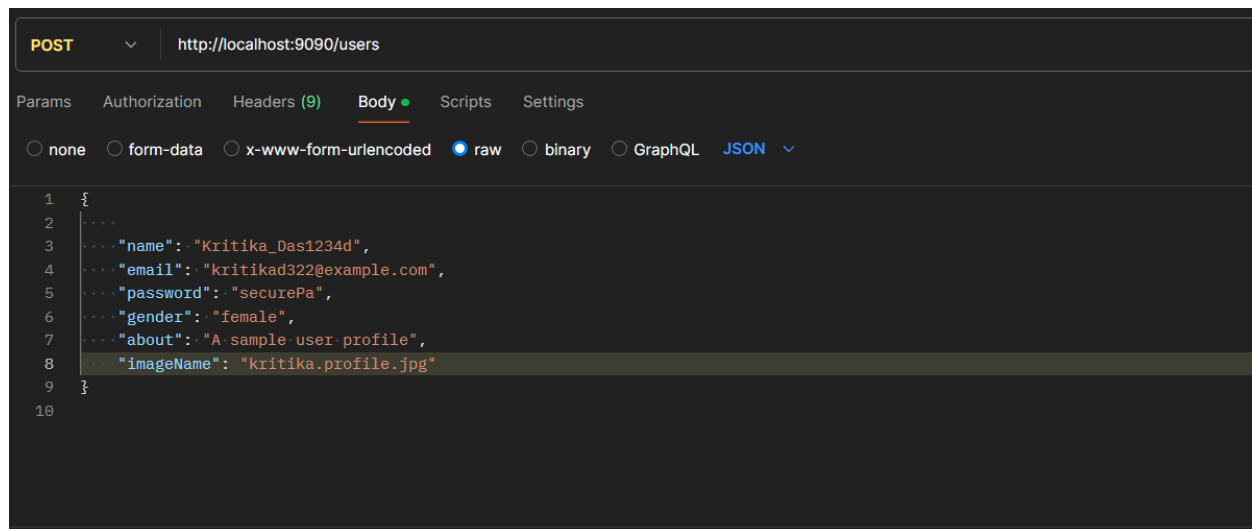 POST http://localhost:9090/users
Params Authorization Headers (9) Body Scripts Settings
none form-data x-www-form-urlencoded raw binary GraphQL JSON
1 {
2
3 "name": "Kritika_Das1234d",
4 "email": "kritikad322@example.com",
5 "password": "securePa",
6 "gender": "female",
7 "about": "A sample user profile",
8 "imageName": "kritika.profile.jpg"
9 }
10